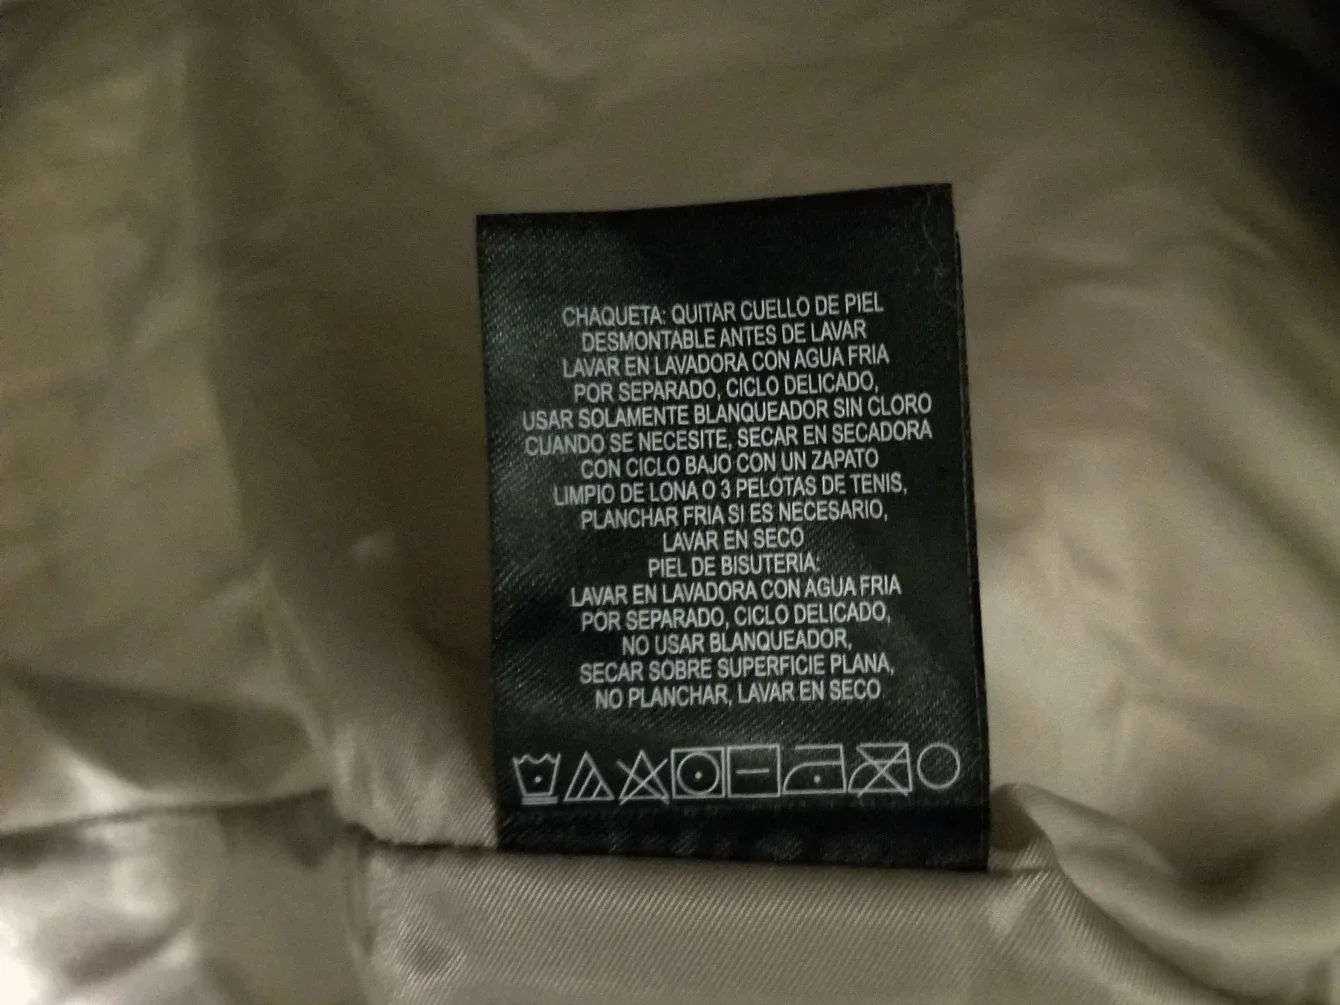 CHAQUETA: QUITAR CUELLO DE PIEL
DESMONTABLE ANTES DE LAVAR
LAVAR EN LAVADORA CON AGUA FRIA
POR SEPARADO, CICLO DELICADO,
USAR SOLAMENTE BLANQUEADOR SIN CLORO
CUANDO SE NECESITE, SECAR EN SECADORA
CON CICLO BAJO CON UN ZAPATO
LIMPIO DE LONA O 3 PELOTAS DE TENIS,
PLANCHAR FRIA SI ES NECESARIO,
LAVAR EN SECO
PIEL DE BISUTERIA:
LAVAR EN LAVADORA CON AGUA FRIA
POR SEPARADO, CICLO DELICADO,
NO USAR BLANQUEADOR,
SECAR SOBRE SUPERFICIE PLANA,
NO PLANCHAR, LAVAR EN SECO